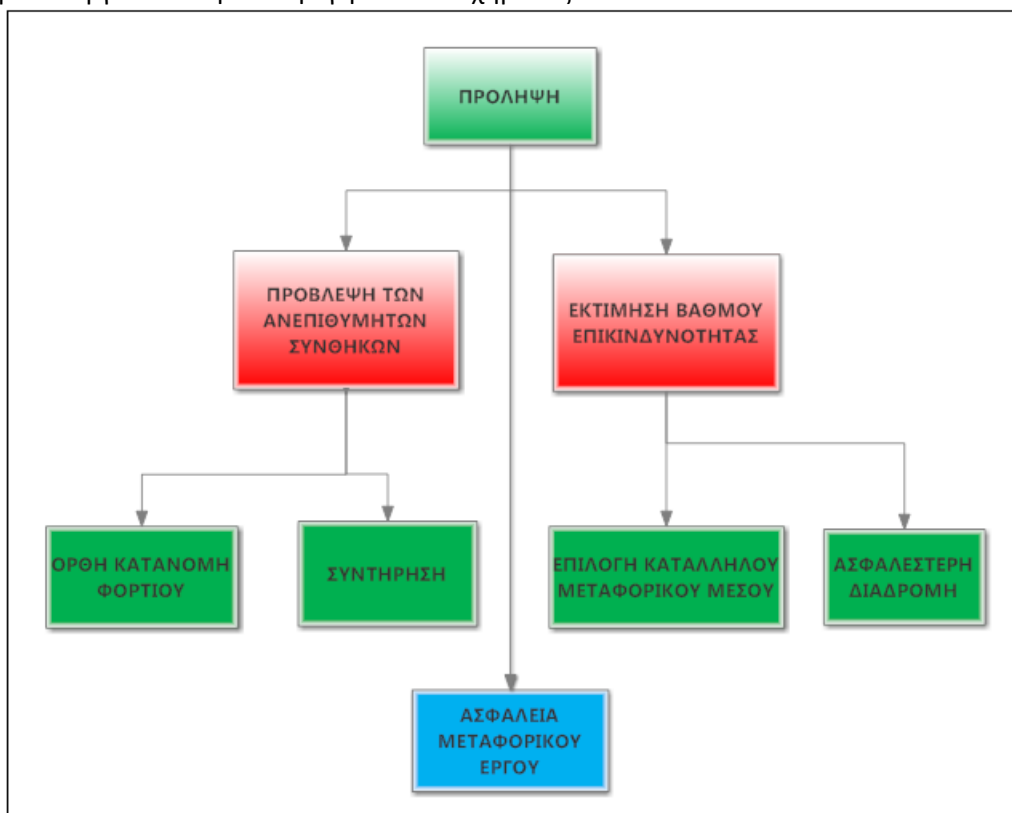 ΠΡΟΛΗΨΗ
ΠΡΟΒΛΕΨΗ ΤΩΝ
ΑΝΕΠΙΘΥΜΗΤΩΝ
ΣΥΝΘΗΚΩΝ
ΕΚΤΙΜΗΣΗ ΒΑΘΜΟΥ
ΕΠΙΚΙΝΔΥΝΟΤΗΤΑΣ
ΟΡΘΗ ΚΑΤΑΝΟΜΗ
ΦΟΡΤΙΟΥ
ΣΥΝΤΗΡΗΣΗ
ΕΠΙΛΟΓΗ ΚΑΤΑΛΛΗΛΟΥ
ΜΕΤΑΦΟΡΙΚΟΥ ΜΕΣΟΥ
ΑΣΦΑΛΕΣΤΕΡΗ
ΔΙΑΔΡΟΜΗ
ΑΣΦΑΛΕΙΑ
ΜΕΤΑΦΟΡΙΚΟΥ
ΕΡΓΟΥ